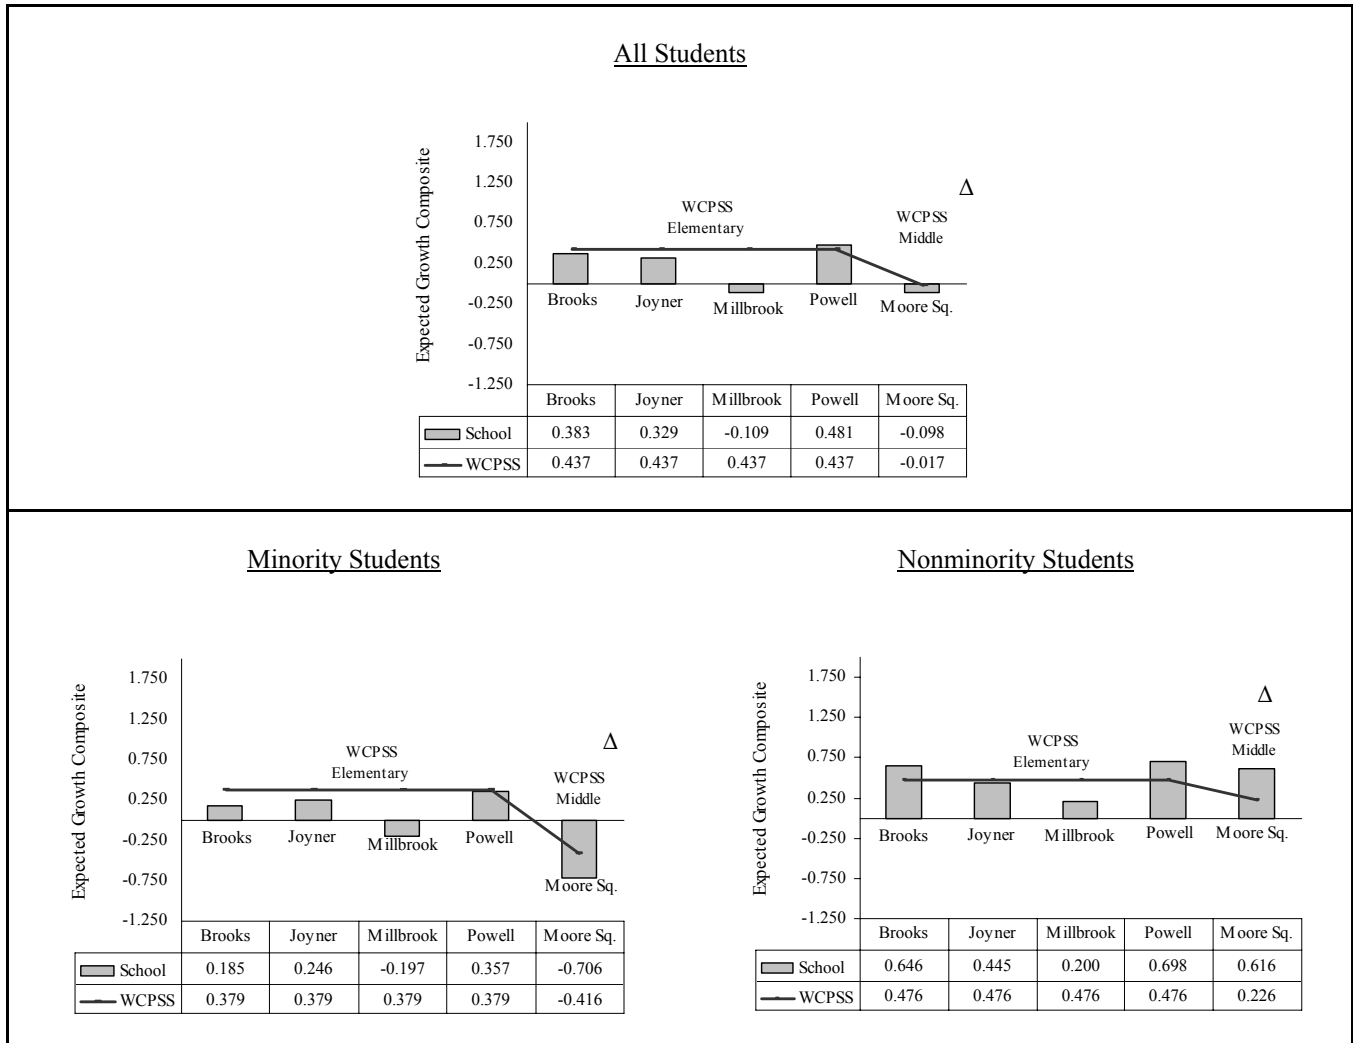 All Students
Expected Growth Composite
1.750
1.250
0.750
0.250
-0.250
-0.750
-1.250
WCPSS
Elementary
Δ
WCPSS
Middle
Brooks Joyner Millbrook Powell Moore Sq.
Brooks Joyner Millbrook Powell Moore Sq.
School 0.383 0.329 -0.109 0.481 -0.098
WCPSS 0.437 0.437 0.437 0.437 -0.017
Minority Students
Expected Growth Composite
1.750
1.250
0.750
0.250
-0.250
-0.750
-1.250
WCPSS
Elementary
Δ
WCPSS
Middle
Brooks Joyner Millbrook Powell Moore Sq.
Brooks Joyner Millbrook Powell Moore Sq.
School 0.185 0.246 -0.197 0.357 -0.706
WCPSS 0.379 0.379 0.379 0.379 -0.416
Nonminority Students
Expected Growth Composite
1.750
1.250
0.750
0.250
-0.250
-0.750
-1.250
WCPSS
Elementary
Δ
WCPSS
Middle
Brooks Joyner Millbrook Powell Moore Sq.
Brooks Joyner Millbrook Powell Moore Sq.
School 0.646 0.445 0.200 0.698 0.616
WCPSS 0.476 0.476 0.476 0.476 0.226